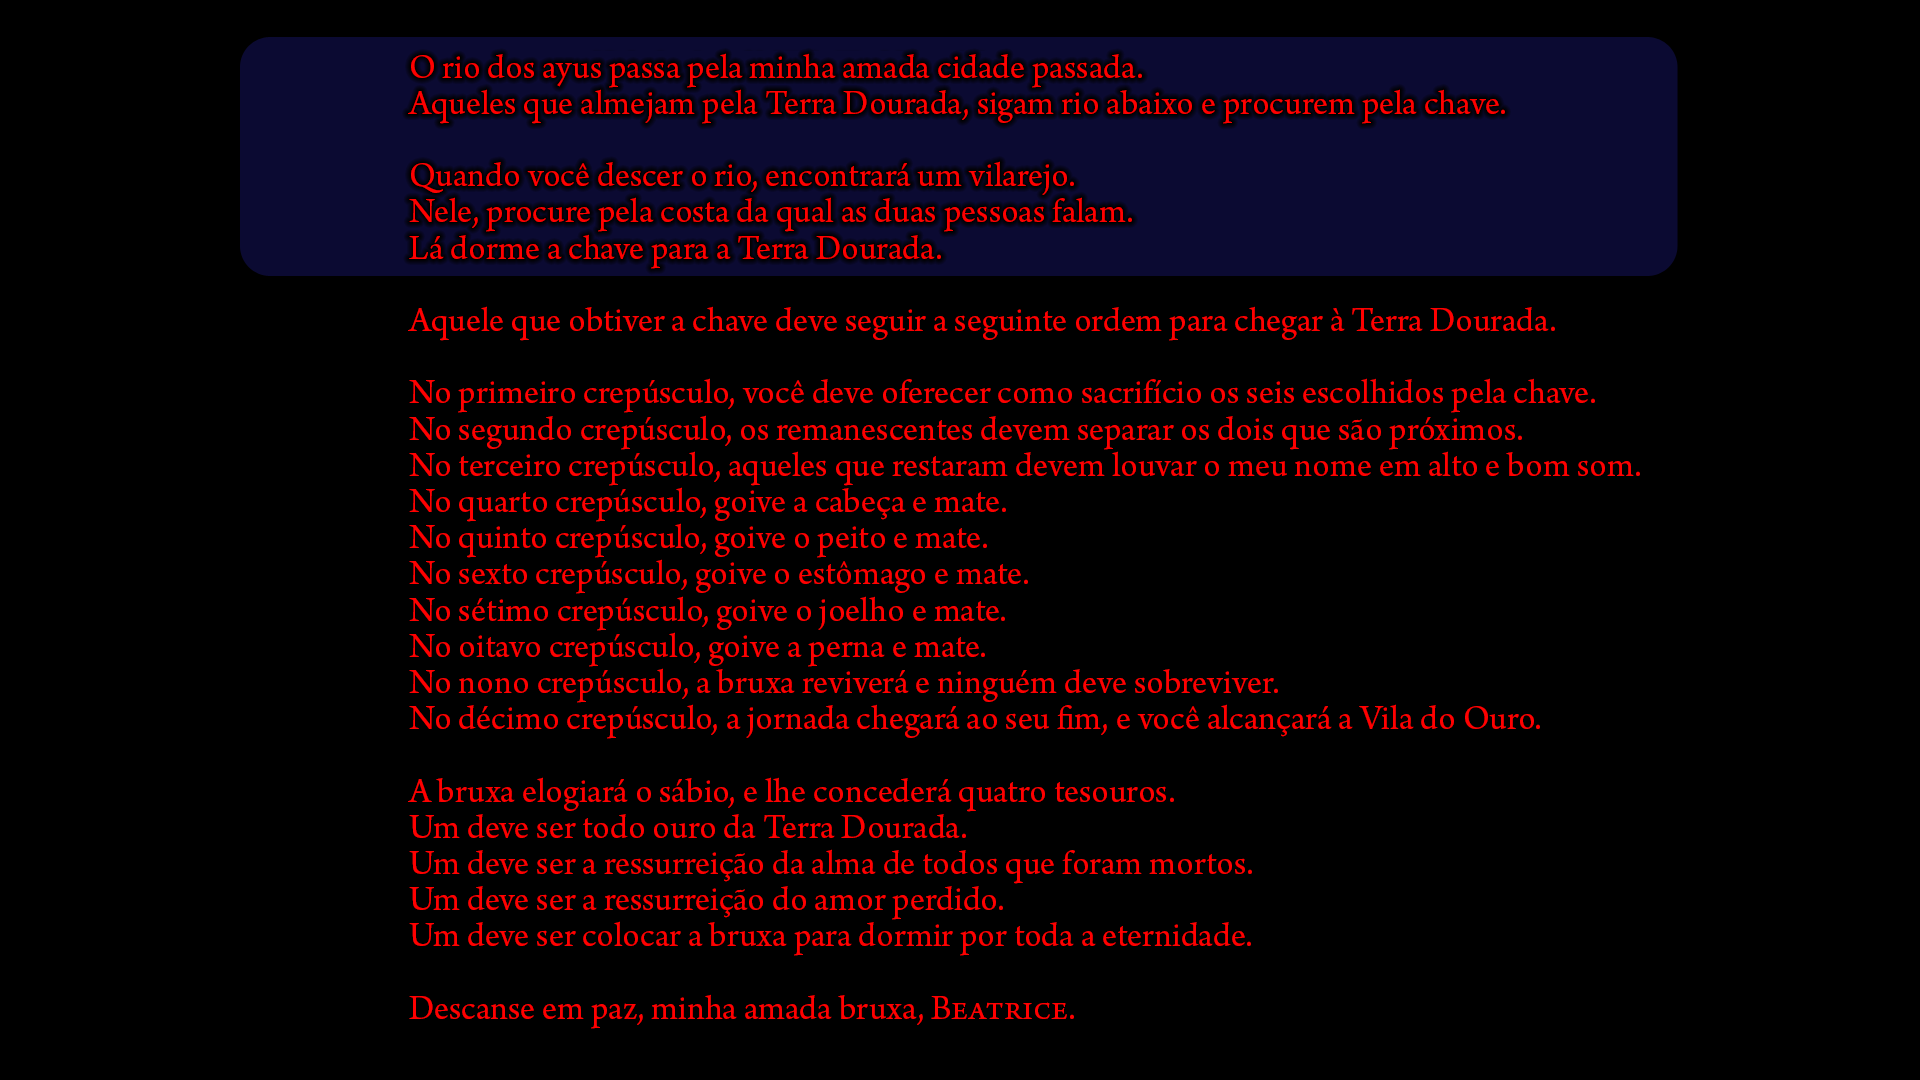 O rio dos ayus passa pela minha amada cidade passada.
Aqueles que almejam pela Terra Dourada, sigam rio abaixo e procurem pela chave.
Quando você descer o rio, encontrará um vilarejo.
Nele, procure pela costa da qual as duas pessoas falam.
Lá dorme a chave para a Terra Dourada.
Aquele que obtiver a chave deve seguir a seguinte ordem para chegar à Terra Dourada.
No primeiro crepúsculo, você deve oferecer como sacrifício os seis escolhidos pela chave.
No segundo crepúsculo, os remanescentes devem separar os dois que são próximos.
No terceiro crepúsculo, aqueles que restaram devem louvar o meu nome em alto e bom som.
No quarto crepúsculo, goive a cabeça e mate.
No quinto crepúsculo, goive o peito e mate.
No sexto crepúsculo, goive o estômago e mate.
No sétimo crepúsculo, goive o joelho e mate.
No oitavo crepúsculo, goive a perna e mate.
No nono crepúsculo, a bruxa reviverá e ninguém deve sobreviver.
No décimo crepúsculo, a jornada chegará ao seu fim, e você alcançará a Vila do Ouro.
A bruxa elogiará o sábio, e lhe concederá quatro tesouros.
Um deve ser todo ouro da Terra Dourada.
Um deve ser a ressurreição da alma de todos que foram mortos.
Um deve ser a ressurreição do amor perdido.
Um deve ser colocar a bruxa para dormir por toda a eternidade.
Descanse em paz, minha amada bruxa, BEATRICE.